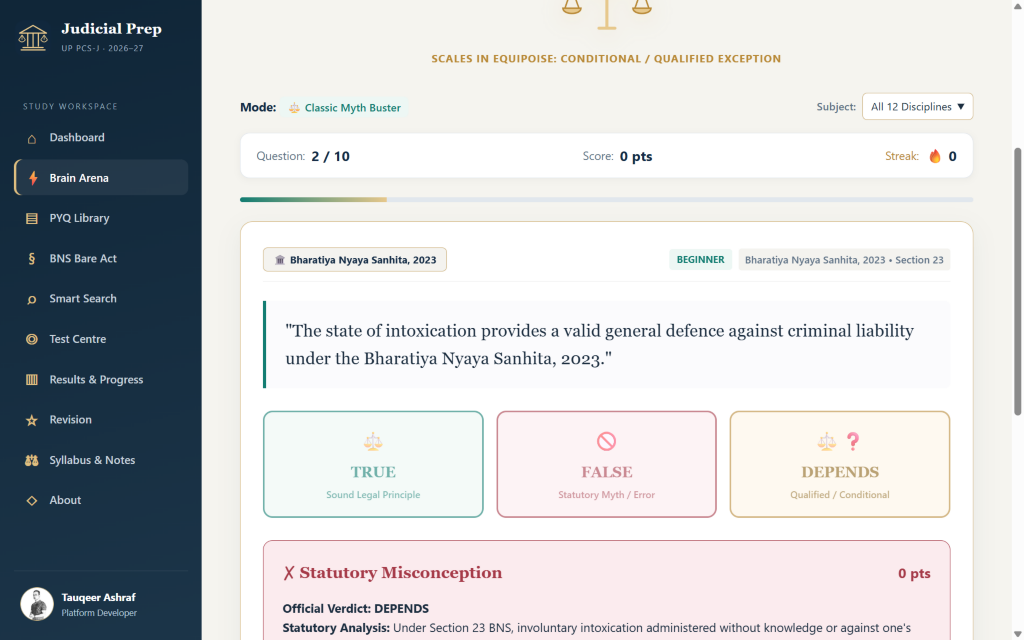 Judicial Prep
UP PCS-J · 2026–27
STUDY WORKSPACE
Dashboard
Brain Arena
PYQ Library
§ BNS Bare Act
Smart Search
Test Centre
Results & Progress
Revision
Syllabus & Notes
About
Tauqeer Ashraf
Platform Developer
SCALES IN EQUIPOISE: CONDITIONAL / QUALIFIED EXCEPTION
Mode: Classic Myth Buster
Subject: All 12 Disciplines ▼
Question: 2 / 10
Score: 0 pts
Streak: 0
Bharatiya Nyaya Sanhita, 2023
BEGINNER
Bharatiya Nyaya Sanhita, 2023 • Section 23
"The state of intoxication provides a valid general defence against criminal liability
under the Bharatiya Nyaya Sanhita, 2023."
TRUE
Sound Legal Principle
FALSE
Statutory Myth / Error
❓
DEPENDS
Qualified / Conditional
✗ Statutory Misconception
0 pts
Official Verdict: DEPENDS
Statutory Analysis: Under Section 23 BNS, involuntary intoxication administered without knowledge or against one's